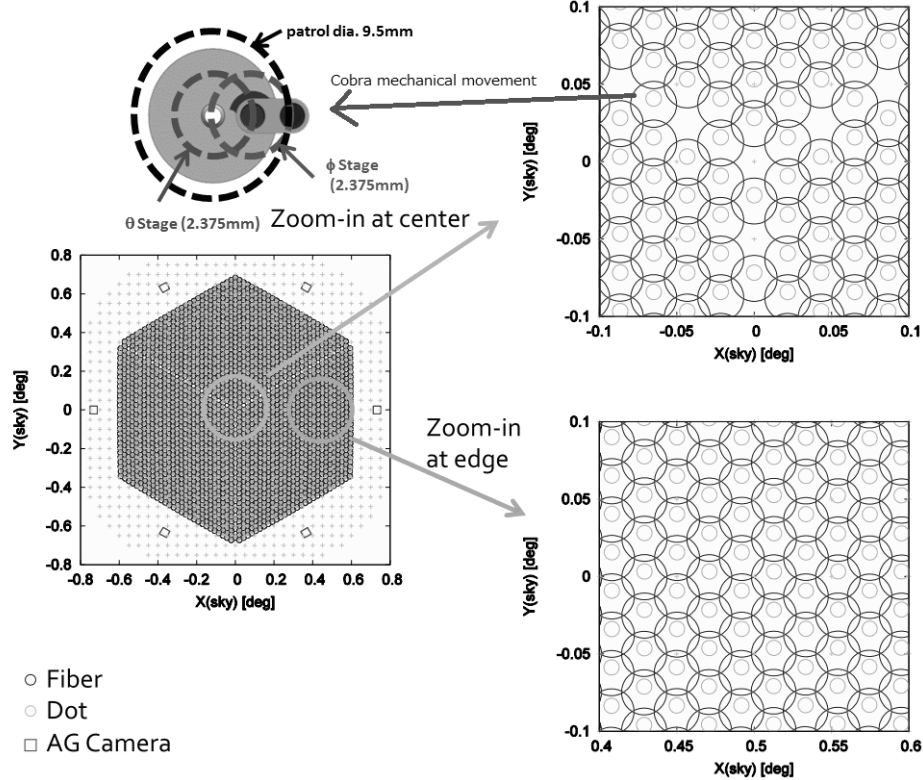 patrol dia. 9.5mm
Cobra mechanical movement
ϕ Stage
(2.375mm)
θ Stage (2.375mm)
Zoom-in at center
0.1
0.05
0
-0.05
-0.1
Y(sky) [deg]
-0.1 -0.05 0 0.05 0.1
X(sky) [deg]
0.8
0.6
0.4
0.2
0
-0.2
-0.4
-0.6
-0.8
Y(sky) [deg]
-0.8 -0.6 -0.4 -0.2 0 0.2 0.4 0.6 0.8
X(sky) [deg]
Zoom-in
at edge
0.1
0.05
0
-0.05
-0.1
Y(sky) [deg]
0.4 0.45 0.5 0.55 0.6
X(sky) [deg]
Fiber
Dot
AG Camera